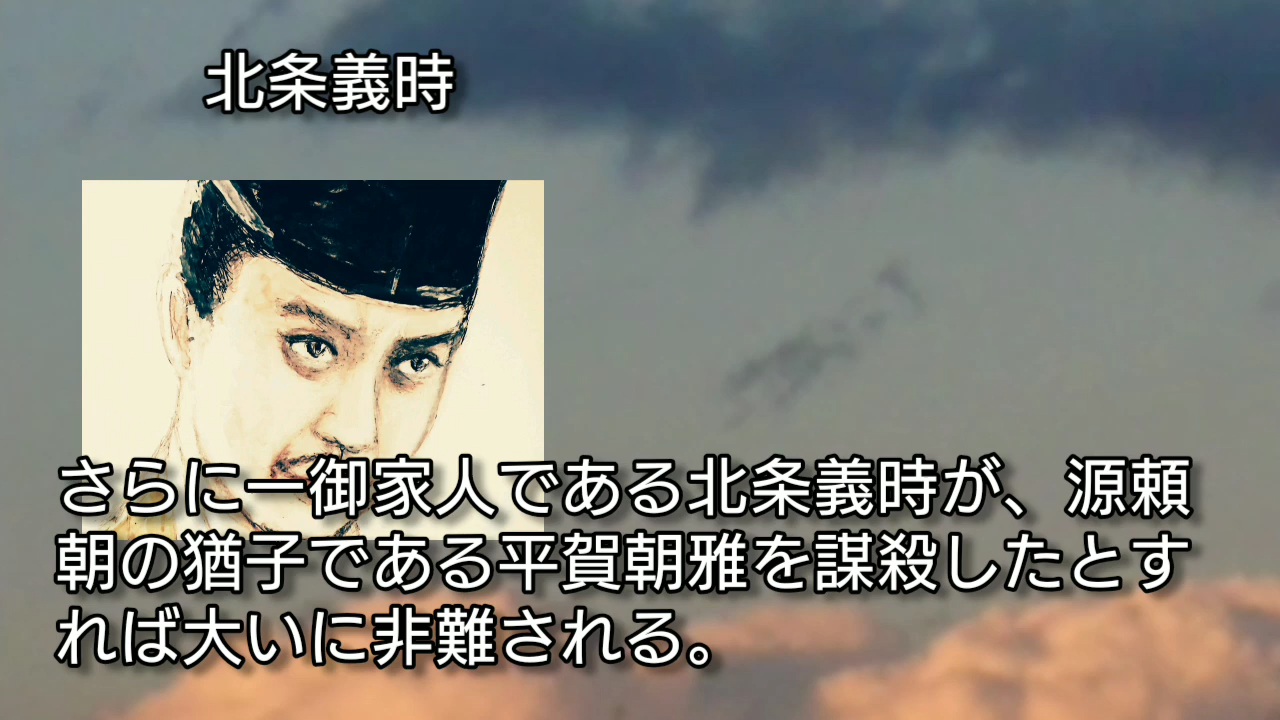 北条義時
さらに一御家人である北条義時が、源頼
朝の猶子である平賀朝雅を謀殺したとす
れば大いに非難される。